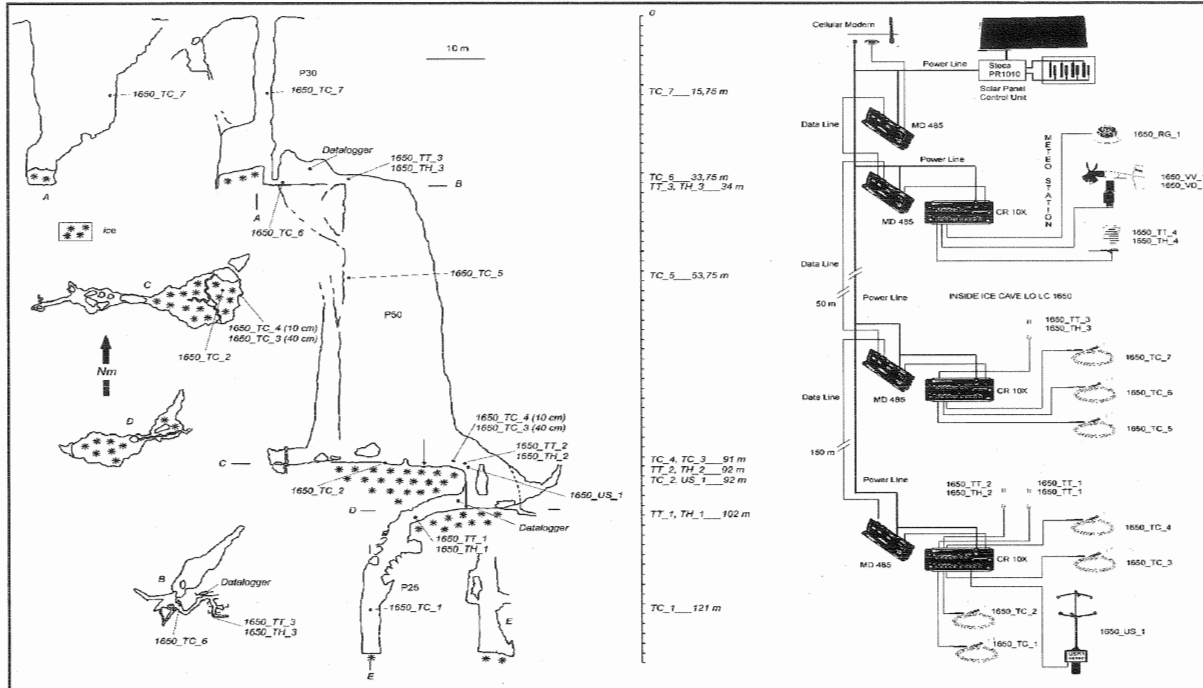 1650_TC_7
P30
1650_TC_7
10 m
Datalogger
1650_TT_3
1650_TH_3
B
A
A
1650_TC_6
Ice
1650_TC_5
C
P50
1650_TC_4 (10 cm)
1650_TC_3 (40 cm)
1650_TC_2
Nm
D
1650_TC_4 (10 cm)
1650_TC_3 (40 cm)
1650_TT_2
1650_TH_2
C
1650_TC_2
1650_US_1
D
Datalogger
1650_TT_1
1650_TH_1
B
Datalogger
P25
1650_TC_1
E
1650_TT_3
1650_TH_3
1650_TC_6
E
0
TC_7___15,75 m
TC_6___33,75 m
TT_3, TH_3___34 m
TC_5___53,75 m
TC_4, TC_3___91 m
TT_2, TH_2___92 m
TC_2, US_1___92 m
TT_1, TH_1___102 m
TC_1___121 m
Cellular Modem
Power Line
Steca
PR1010
Solar Panel
Control Unit
Data Line
MD 485
Power Line
METEO STATION
1650_RG_1
1650_VV_
1650_VD_
MD 485
CR 10X
1650_TT_4
1650_TH_4
Data Line
50 m
Power Line
INSIDE ICE CAVE LO LC 1650
1650_TT_3
1650_TH_3
1650_TC_7
MD 485
CR 10X
1650_TC_6
Data Line
1650_TC_5
150 m
Power Line
1650_TT_2
1650_TH_2
1650_TT_1
1650_TH_1
1650_TC_4
MD 485
CR 10X
1650_TC_3
1650_TC_2
1650_TC_1
1650_US_1